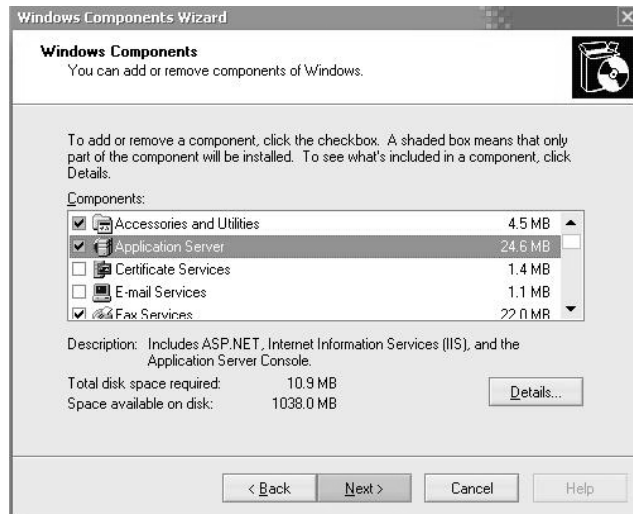 Windows Components Wizard
Windows Components
You can add or remove components of Windows.
To add or remove a component, click the checkbox. A shaded box means that only
part of the component will be installed. To see what's included in a component, click
Details.
Components:
Accessories and Utilities 4.5 MB
Application Server 24.6 MB
Certificate Services 1.4 MB
E-mail Services 1.1 MB
Fax Services 22.0 MB
Description: Includes ASP.NET, Internet Information Services (IIS), and the
Application Server Console.
Total disk space required: 10.9 MB
Space available on disk: 1038.0 MB
Details...
< Back Next > Cancel Help